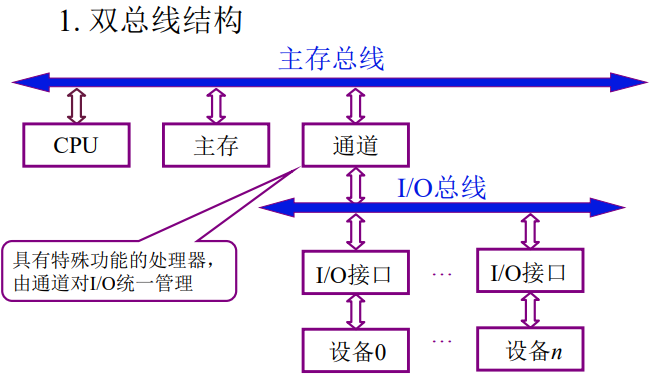 1. 双总线结构
主存总线
CPU
主存
通道
I/O总线
具有特殊功能的处理器，
由通道对I/O统一管理
I/O接口
…
I/O接口
设备0
…
设备n